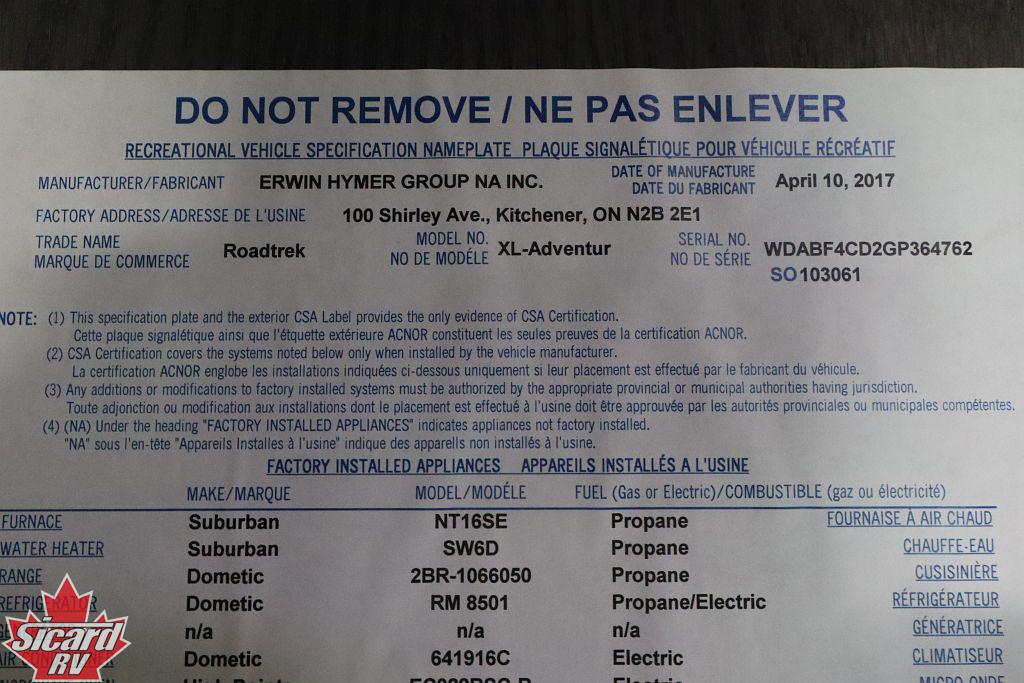 DO NOT REMOVE / NE PAS ENLEVER
RECREATIONAL VEHICLE SPECIFICATION NAMEPLATE PLAQUE SIGNALÉTIQUE POUR VÉHICULE RÉCRÉATIF
MANUFACTURER/FABRICANT ERWIN HYMER GROUP NA INC. DATE OF MANUFACTURE April 10, 2017
DATE DU FABRICANT
FACTORY ADDRESS/ADRESSE DE L'USINE 100 Shirley Ave., Kitchener, ON N2B 2E1
TRADE NAME Roadtrek MODEL NO. XL-Adventur SERIAL NO. WDABF4CD2GP364762
MARQUE DE COMMERCE NO DE MODÉLE NO DE SÉRIE SO103061
NOTE: (1) This specification plate and the exterior CSA Label provides the only evidence of CSA Certification.
Cette plaque signalétique ainsi que l'étquette extérieure ACNOR constituent les seules preuves de la certification ACNOR.
(2) CSA Certification covers the systems noted below only when installed by the vehicle manufacturer.
La certification ACNOR englobe les installations indiquées ci-dessous uniquement si leur placement est effectué par le fabricant du véhicule.
(3) Any additions or modifications to factory installed systems must be authorized by the appropriate provincial or municipal authorities having jurisdiction.
Toute adjonction ou modification aux installations dont le placement est effectué à l'usine doit être approuvée par les autorités provinciales ou municipales compétentes.
(4) (NA) Under the heading "FACTORY INSTALLED APPLIANCES" indicates appliances not factory installed.
"NA" sous l'en-tête "Appareils Installes à l'usine" indique des apparells non installés à l'usine.
FACTORY INSTALLED APPLIANCES APPAREILS INSTALLÉS A L'USINE
MAKE/MARQUE MODEL/MODÉLE FUEL (Gas or Electric)/COMBUSTIBLE (gaz ou électricité)
FURNACE Suburban NT16SE Propane FOURNAISE À AIR CHAUD
WATER HEATER Suburban SW6D Propane CHAUFFE-EAU
RANGE Dometic 2BR-1066050 Propane CUSISINIÈRE
REFRIGERATOR Dometic RM 8501 Propane/Electric RÉFRIGÉRATEUR
n/a n/a n/a GÉNÉRATRICE
AIR CONDITIONER Dometic 641916C Electric CLIMATISEUR
Sicard
RV